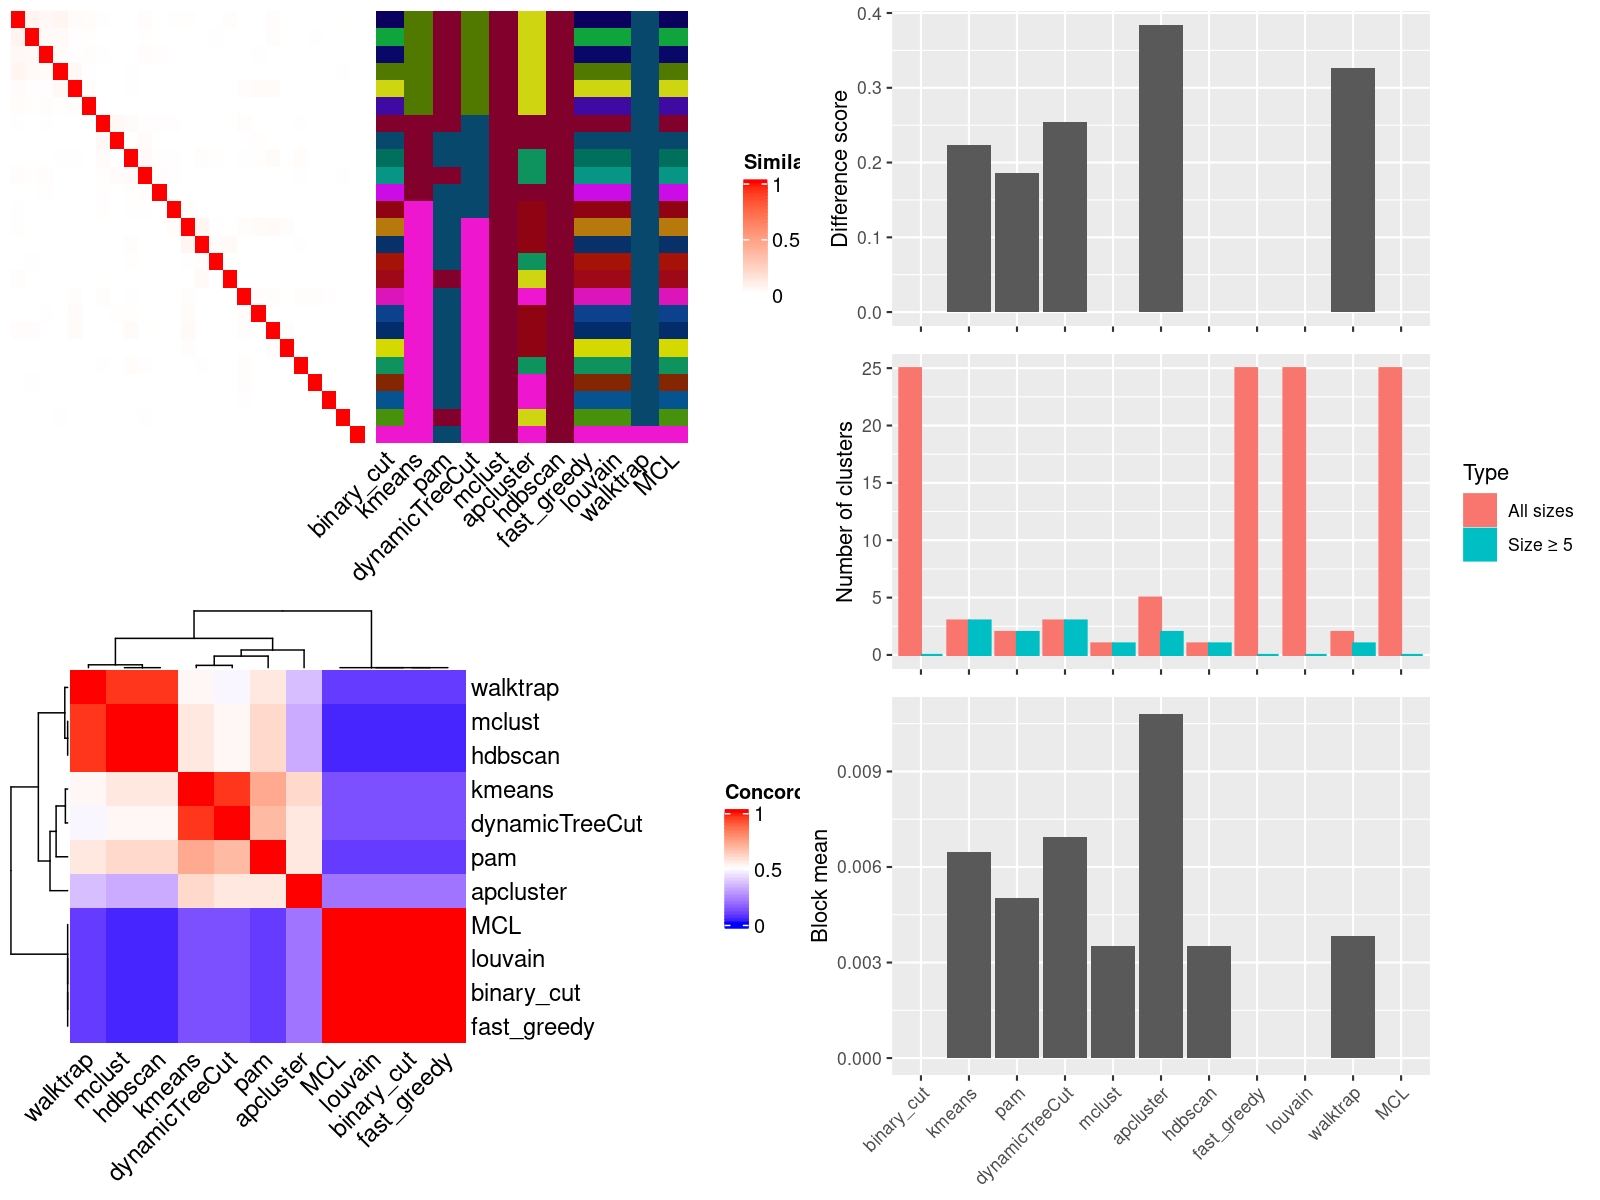 Simila
1
0.5
0
binary_cut
kmeans
pam
dynamicTreeCut
mclust
apcluster
hdbscan
fast_greedy
louvain
walktrap
MCL
walktrap
mclust
hdbscan
kmeans
dynamicTreeCut
pam
apcluster
MCL
louvain
binary_cut
fast_greedy
walktrap
mclust
hdbscan
kmeans
dynamicTreeCut
pam
apcluster
MCL
louvain
binary_cut
fast_greedy
Concord
1
0.5
0
Difference score
0.4
0.3
0.2
0.1
0.0
Number of clusters
25
20
15
10
5
0
Type
All sizes
Size ≥ 5
Block mean
0.009
0.006
0.003
0.000
binary_cut
kmeans
pam
dynamicTreeCut
mclust
apcluster
hdbscan
fast_greedy
louvain
walktrap
MCL